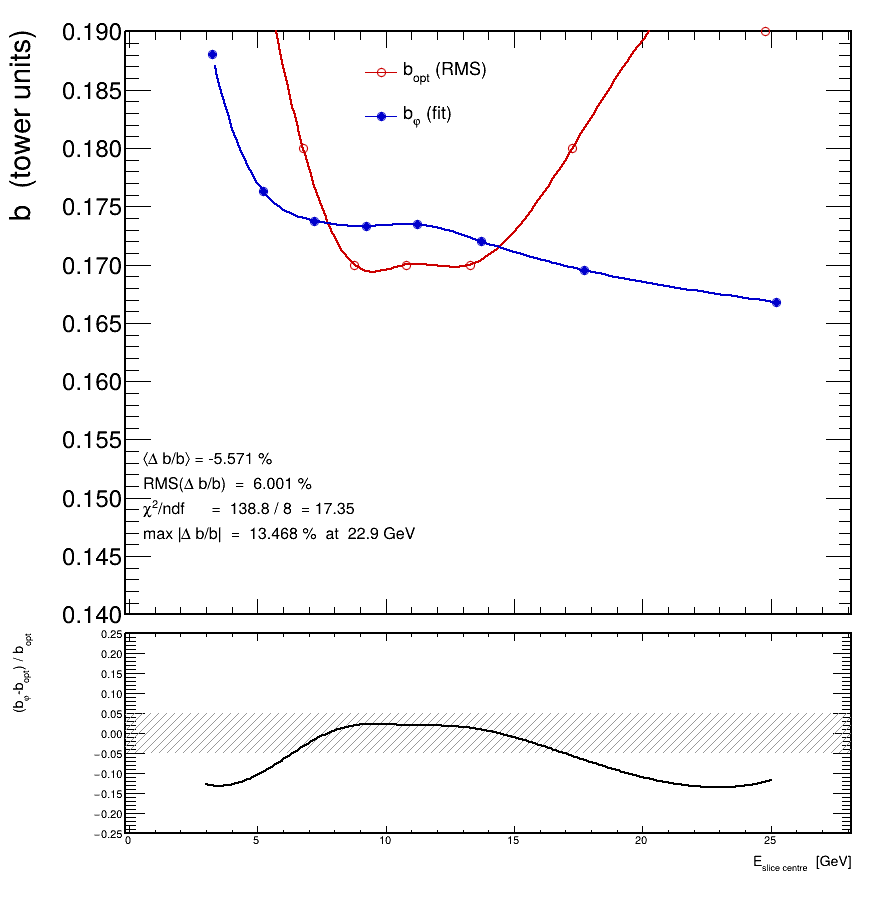 b (tower units)
0.190
0.185
0.180
0.175
0.170
0.165
0.160
0.155
0.150
0.145
0.140
b_opt (RMS)
b_φ (fit)
⟨Δ b/b⟩ = -5.571 %
RMS(Δ b/b) = 6.001 %
χ²/ndf = 138.8 / 8 = 17.35
max |Δ b/b| = 13.468 % at 22.9 GeV
(b_φ-b_opt) / b_opt
0.25
0.20
0.15
0.10
0.05
0.00
−0.05
−0.10
−0.15
−0.20
−0.25
0 5 10 15 20 25
E_slice centre [GeV]